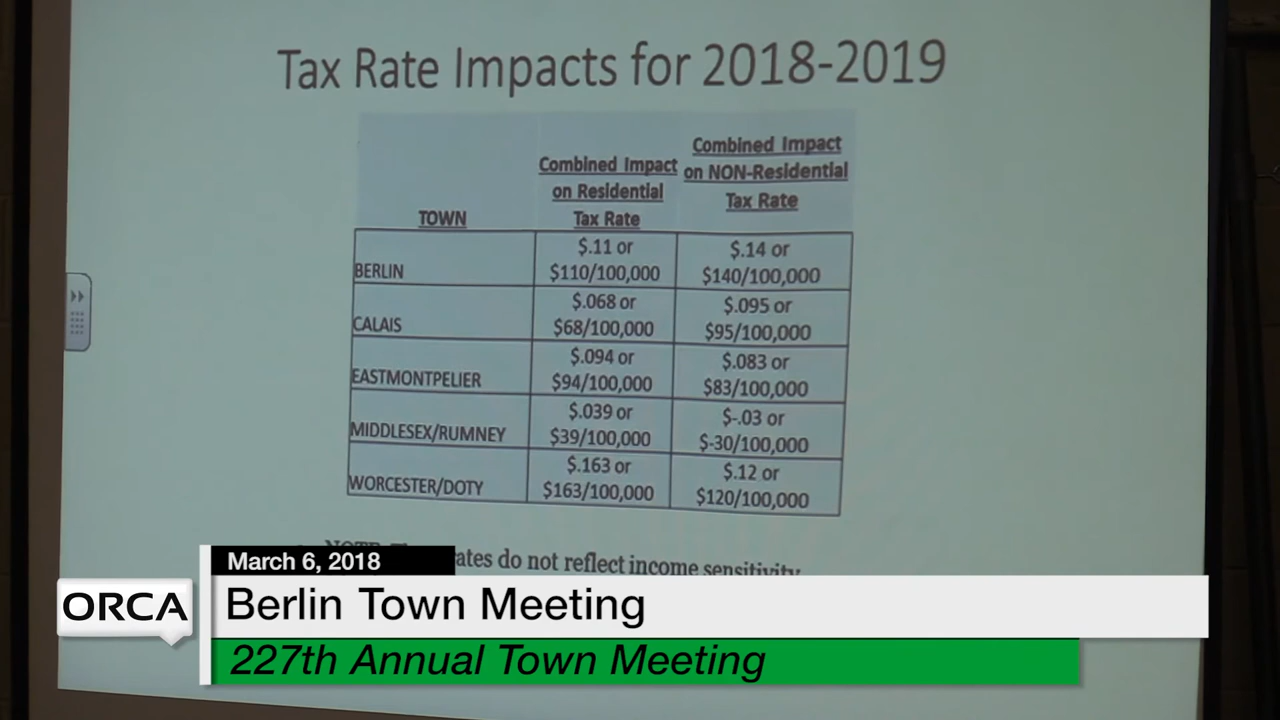 Tax Rate Impacts for 2018-2019
TOWN
Combined Impact
on Residential
Tax Rate
Combined Impact
on NON-Residential
Tax Rate
BERLIN
$.11 or
$110/100,000
$.14 or
$140/100,000
CALAIS
$.068 or
$68/100,000
$.095 or
$95/100,000
EASTMONTPELIER
$.094 or
$94/100,000
$.083 or
$83/100,000
MIDDLESEX/RUMNEY
$.039 or
$39/100,000
$-.03 or
$-30/100,000
WORCESTER/DOTY
$.163 or
$163/100,000
$.12 or
$120/100,000
do not reflect income sensitivity
March 6, 2018
ORCA
Berlin Town Meeting
227th Annual Town Meeting